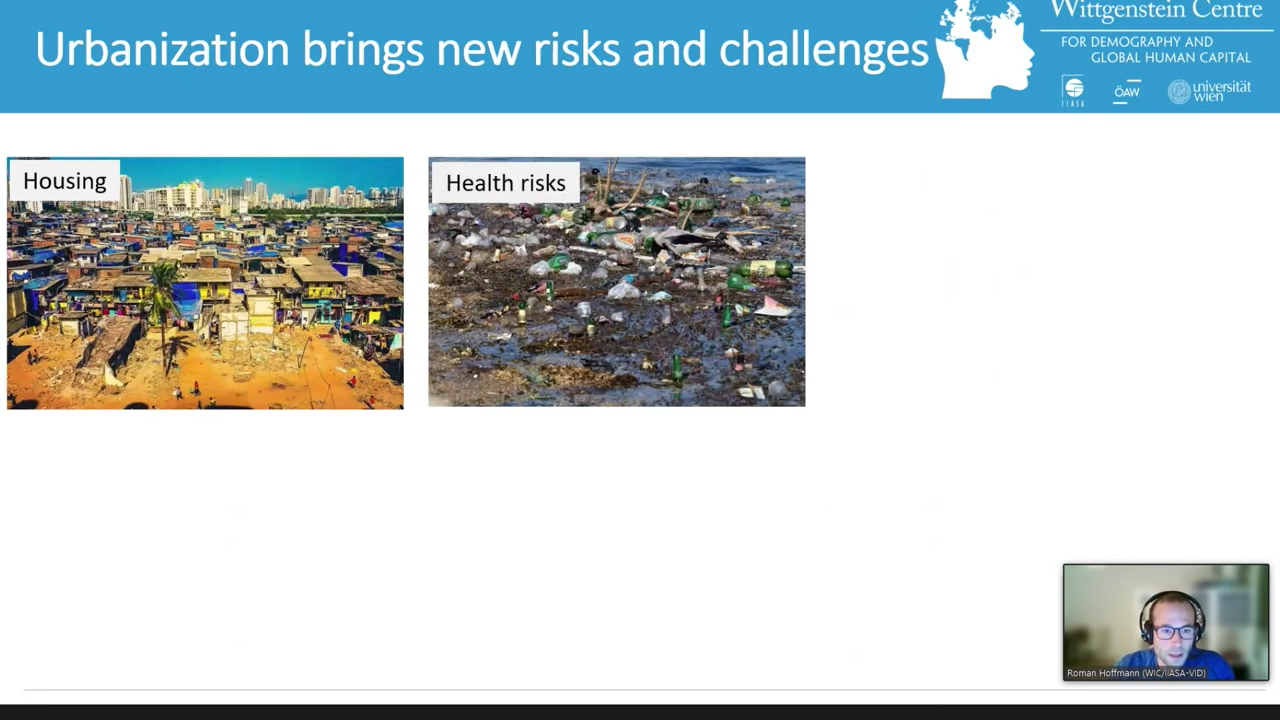 Urbanization brings new risks and challenges
Wittgenstein Centre
FOR DEMOGRAPHY AND
GLOBAL HUMAN CAPITAL
IIASA
ÖAW
universität
wien
Housing
Health risks
Roman Hoffmann (WIC/IIASA-VID)